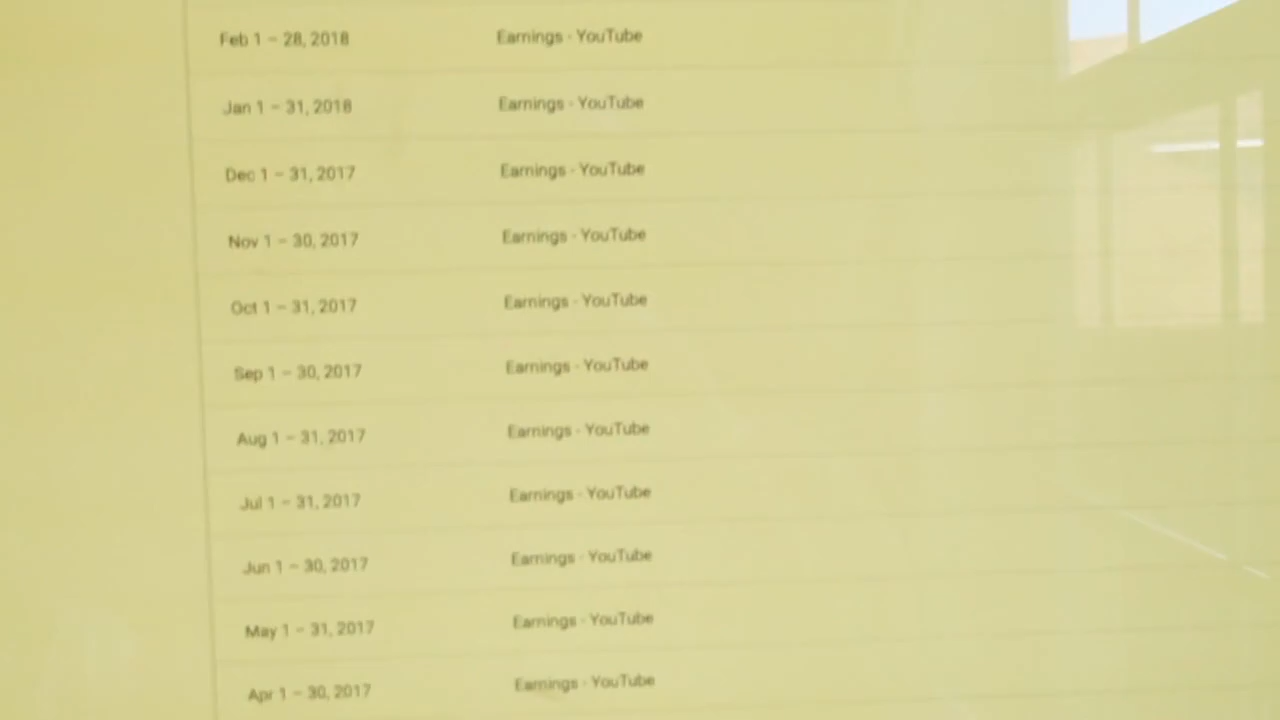 Feb 1 – 28, 2018 Earnings - YouTube
Jan 1 – 31, 2018 Earnings - YouTube
Dec 1 – 31, 2017 Earnings - YouTube
Nov 1 – 30, 2017 Earnings - YouTube
Oct 1 – 31, 2017 Earnings - YouTube
Sep 1 – 30, 2017 Earnings - YouTube
Aug 1 – 31, 2017 Earnings - YouTube
Jul 1 – 31, 2017 Earnings - YouTube
Jun 1 – 30, 2017 Earnings - YouTube
May 1 – 31, 2017 Earnings - YouTube
Apr 1 – 30, 2017 Earnings - YouTube